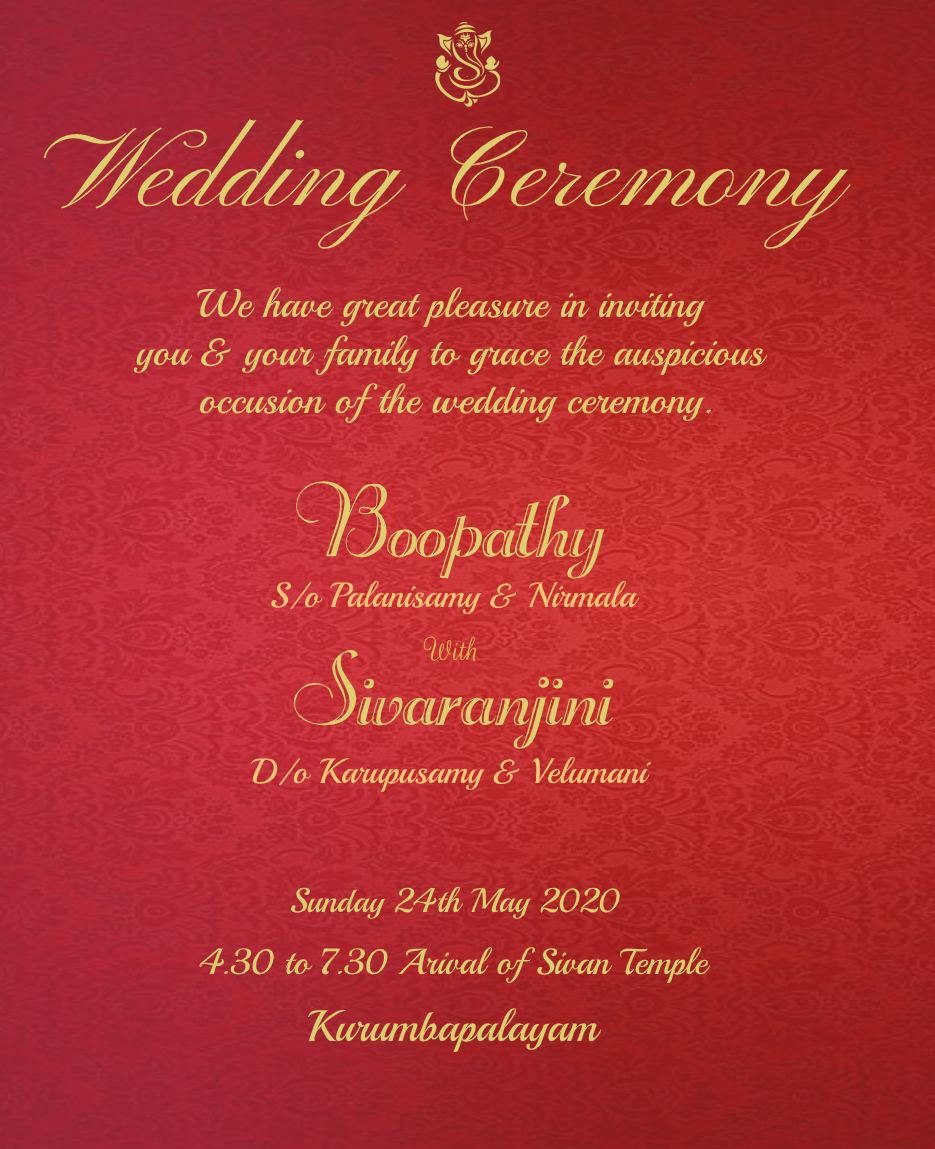 Wedding Ceremony
We have great pleasure in inviting
you & your family to grace the auspicious
occusion of the wedding ceremony.
Boopathy
S/o Palanisamy & Nirmala
With
Sivaranjini
D/o Karupusamy & Velumani
Sunday 24th May 2020
4.30 to 7.30 Arival of Sivan Temple
Kurumbapalayam